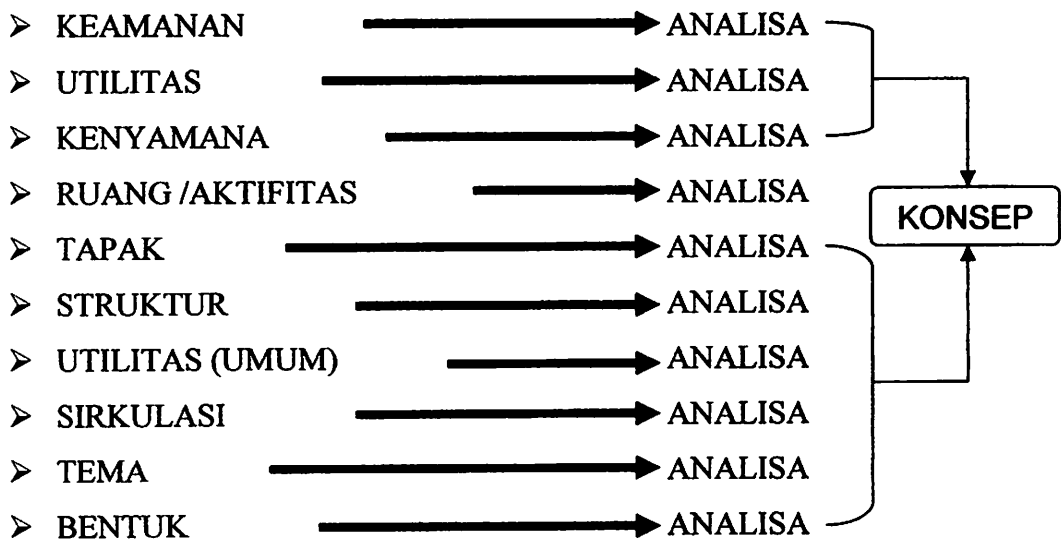 ➢ KEAMANAN ANALISA
➢ UTILITAS ANALISA
➢ KENYAMANA ANALISA
➢ RUANG /AKTIFITAS ANALISA
KONSEP
➢ TAPAK ANALISA
➢ STRUKTUR ANALISA
➢ UTILITAS (UMUM) ANALISA
➢ SIRKULASI ANALISA
➢ TEMA ANALISA
➢ BENTUK ANALISA